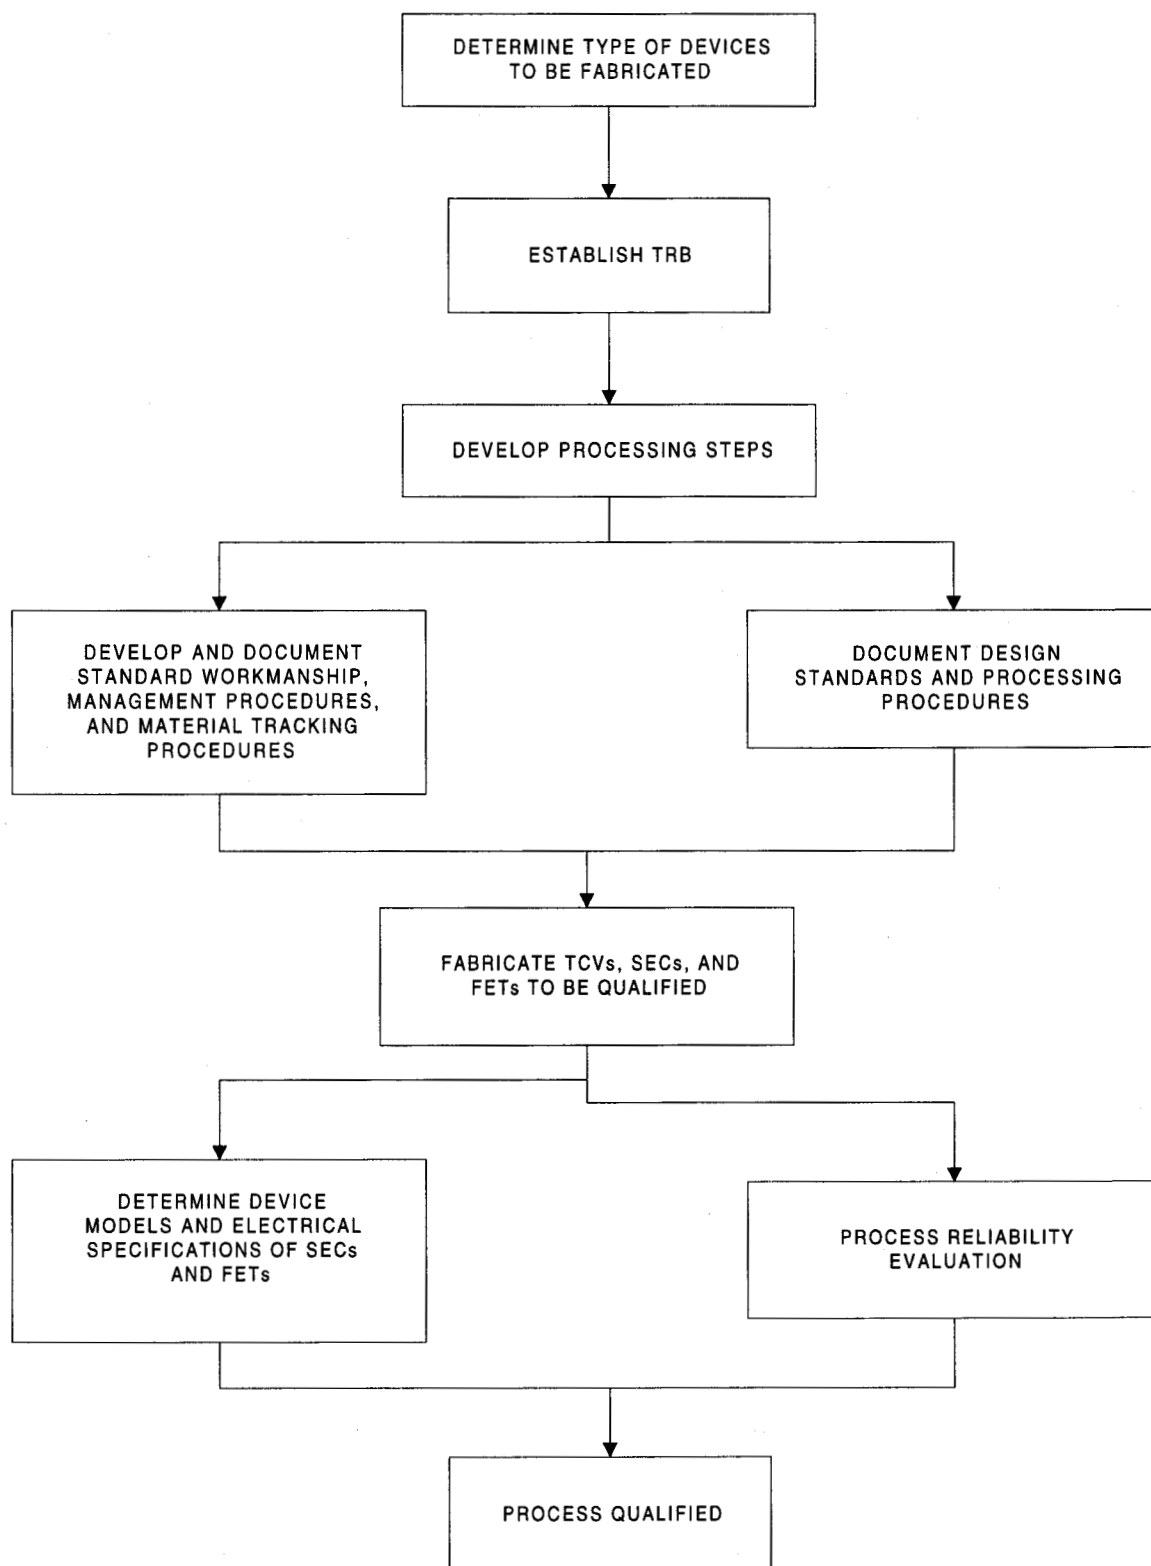 DETERMINE TYPE OF DEVICES
TO BE FABRICATED
ESTABLISH TRB
DEVELOP PROCESSING STEPS
DEVELOP AND DOCUMENT
STANDARD WORKMANSHIP,
MANAGEMENT PROCEDURES,
AND MATERIAL TRACKING
PROCEDURES
DOCUMENT DESIGN
STANDARDS AND PROCESSING
PROCEDURES
FABRICATE TCVs, SECs, AND
FETs TO BE QUALIFIED
DETERMINE DEVICE
MODELS AND ELECTRICAL
SPECIFICATIONS OF SECs
AND FETs
PROCESS RELIABILITY
EVALUATION
PROCESS QUALIFIED